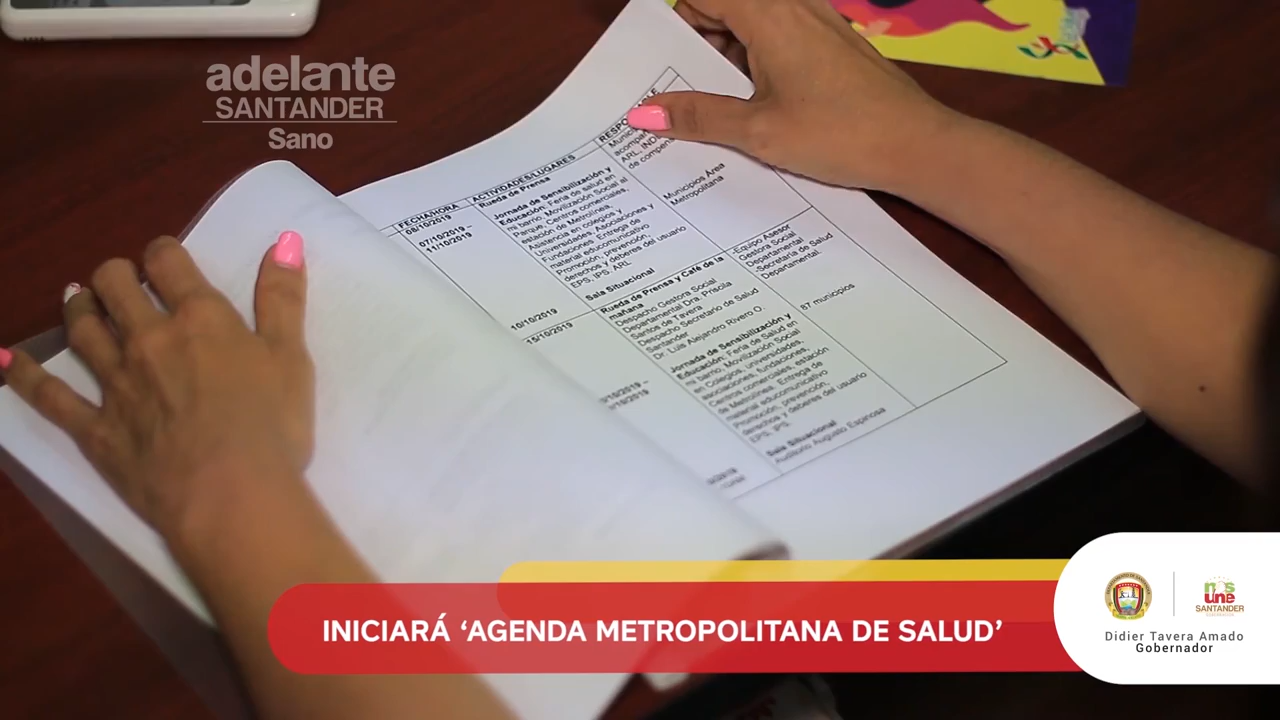 adelante
SANTANDER
Sano
FECHA/HORA
ACTIVIDADES/LUGARES
08/10/2019
Rueda de Prensa
07/10/2019 –
11/10/2019
Jornada de Sensibilización y
Educación: Feria de salud en
mi barrio, Movilización Social al
Parque, Centros comerciales,
estación de Metrolínea,
Asistencia en colegios y
Universidades, Asociaciones y
Fundaciones. Entrega de
material educomunicativo
Promoción, prevención,
derechos y deberes del usuario
EPS, IPS, ARL.
Municipios Área
Metropolitana
10/10/2019
Sala Situacional
15/10/2019
Rueda de Prensa y Café de la
mañana
Despacho Gestora Social
Departamental Dra. Priscila
Santos de Tavera
Despacho Secretario de Salud
Santander
Dr. Luis Alejandro Rivero O.
-Equipo Asesor
Gestora Social
Departamental
-Secretaría de Salud
Departamental.
Jornada de Sensibilización y
Educación: Feria de Salud en
mi barrio, Movilización Social
en Colegios, universidades,
asociaciones, fundaciones,
Centros comerciales, estación
de Metrolínea. Entrega de
material educomunicativo
Promoción, prevención,
derechos y deberes del usuario
EPS, IPS.
87 municipios
Sala Situacional
Auditorio Augusto Espinosa
INICIARÁ ‘AGENDA METROPOLITANA DE SALUD’
nos
une
SANTANDER
Didier Tavera Amado
Gobernador